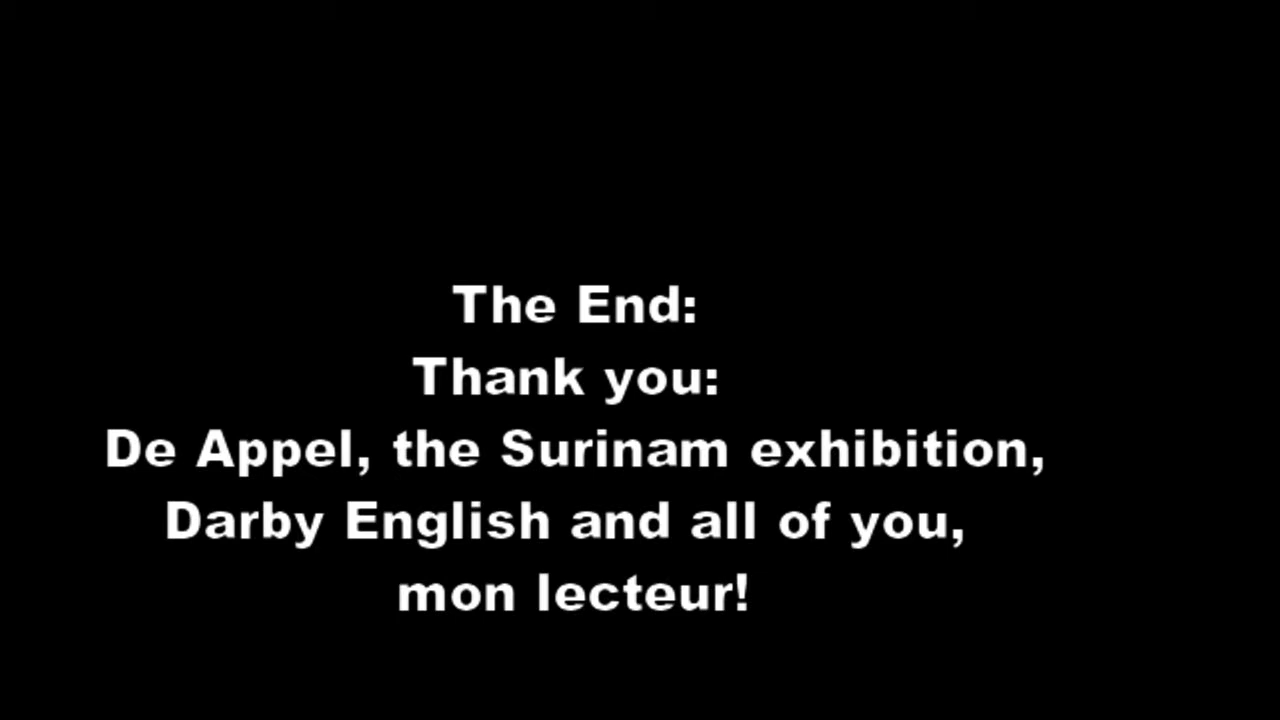 The End:
Thank you:
De Appel, the Surinam exhibition,
Darby English and all of you,
mon lecteur!